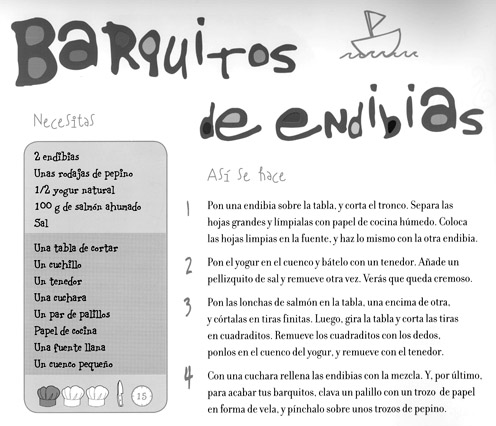 Barquitos
de endibias
Necesitas
2 endibias
Unas rodajas de pepino
1/2 yogur natural
100 g de salmón ahumado
Sal
Una tabla de cortar
Un cuchillo
Un tenedor
Una cuchara
Un par de palillos
Papel de cocina
Una fuente llana
Un cuenco pequeño
15
Así se hace
1 Pon una endibia sobre la tabla, y corta el tronco. Separa las
hojas grandes y límpialas con papel de cocina húmedo. Coloca
las hojas limpias en la fuente, y haz lo mismo con la otra endibia.
2 Pon el yogur en el cuenco y bátelo con un tenedor. Añade un
pellizquito de sal y remueve otra vez. Verás que queda cremoso.
3 Pon las lonchas de salmón en la tabla, una encima de otra,
y córtalas en tiras finitas. Luego, gira la tabla y corta las tiras
en cuadraditos. Remueve los cuadraditos con los dedos,
ponlos en el cuenco del yogur, y remueve con el tenedor.
4 Con una cuchara rellena las endibias con la mezcla. Y, por último,
para acabar tus barquitos, clava un palillo con un trozo de papel
en forma de vela, y pínchalo sobre unos trozos de pepino.